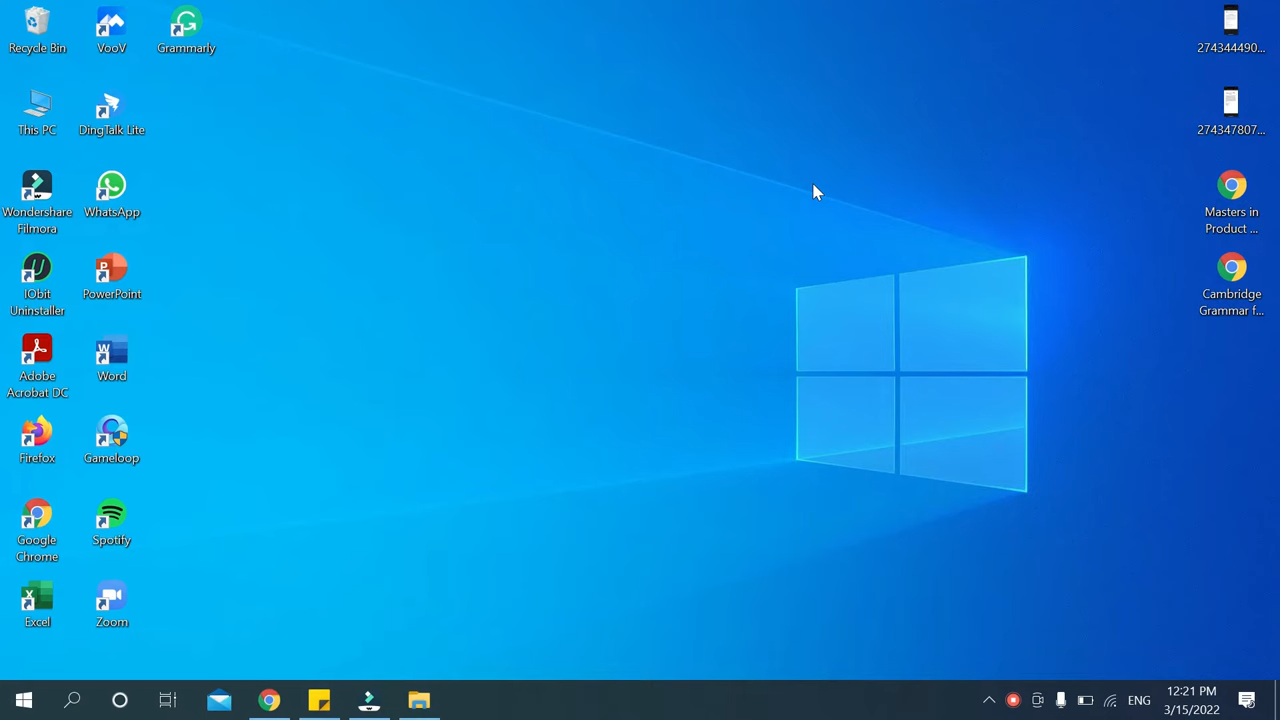 Recycle Bin
VooV
Grammarly
This PC
DingTalk Lite
Wondershare
Filmora
WhatsApp
IObit
Uninstaller
PowerPoint
Adobe
Acrobat DC
Word
Firefox
Gameloop
Google
Chrome
Spotify
Excel
Zoom
274344490...
274347807...
Masters in
Product ...
Cambridge
Grammar f...
ENG
12:21 PM
3/15/2022